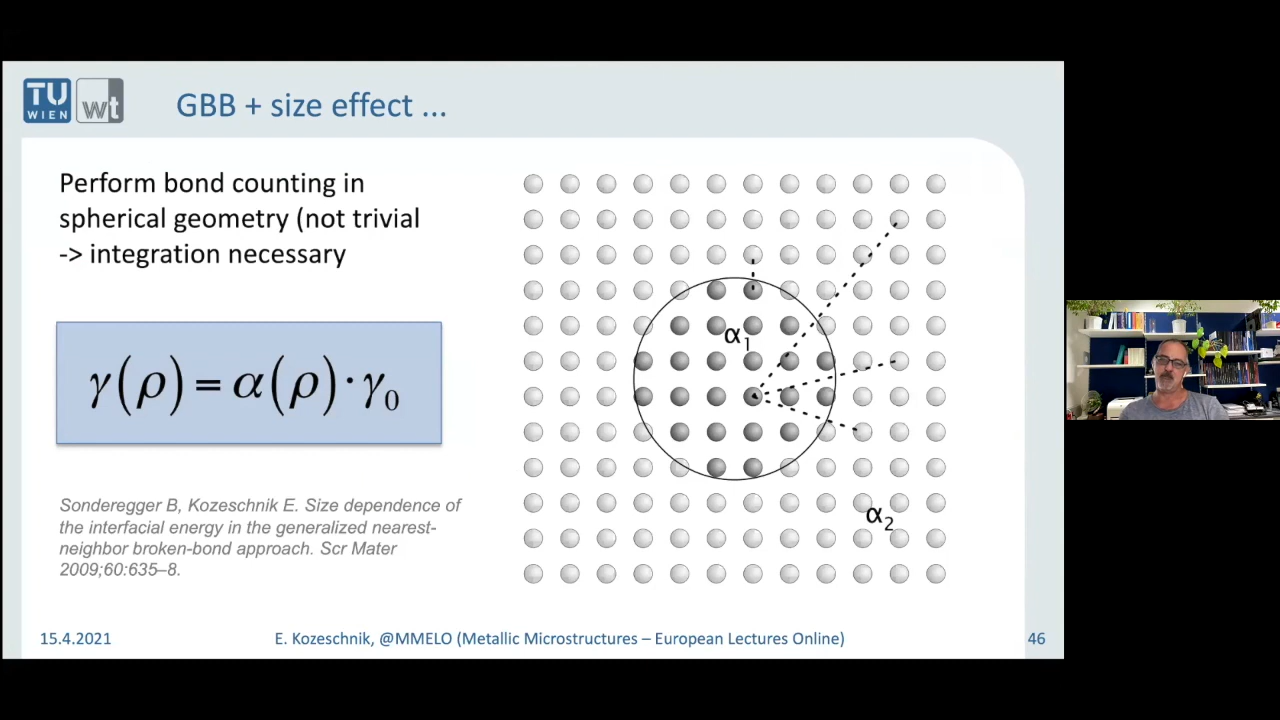 TU
WIEN
wt
GBB + size effect ...
Perform bond counting in
spherical geometry (not trivial
-> integration necessary
γ(ρ) = α(ρ)·γ₀
Sonderegger B, Kozeschnik E. Size dependence of
the interfacial energy in the generalized nearest-
neighbor broken-bond approach. Scr Mater
2009;60:635–8.
α₁
α₂
15.4.2021
E. Kozeschnik, @MMELO (Metallic Microstructures – European Lectures Online)
46